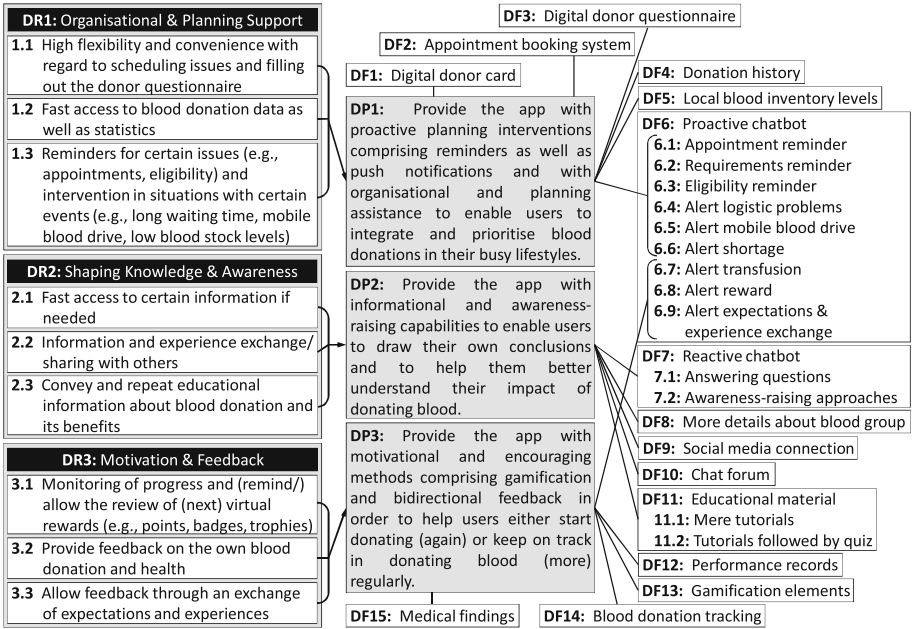 DR1: Organisational & Planning Support
1.1 High flexibility and convenience with
regard to scheduling issues and filling
out the donor questionnaire
1.2 Fast access to blood donation data as
well as statistics
1.3 Reminders for certain issues (e.g.,
appointments, eligibility) and
intervention in situations with certain
events (e.g., long waiting time, mobile
blood drive, low blood stock levels)
DR2: Shaping Knowledge & Awareness
2.1 Fast access to certain information if
needed
2.2 Information and experience exchange/
sharing with others
2.3 Convey and repeat educational
information about blood donation and
its benefits
DR3: Motivation & Feedback
3.1 Monitoring of progress and (remind/)
allow the review of (next) virtual
rewards (e.g., points, badges, trophies)
3.2 Provide feedback on the own blood
donation and health
3.3 Allow feedback through an exchange
of expectations and experiences
DF3: Digital donor questionnaire
DF2: Appointment booking system
DF1: Digital donor card
DP1: Provide the app with
proactive planning interventions
comprising reminders as well as
push notifications and with
organisational and planning
assistance to enable users to
integrate and prioritise blood
donations in their busy lifestyles.
DP2: Provide the app with
informational and awareness-
raising capabilities to enable users
to draw their own conclusions
and to help them better
understand their impact of
donating blood.
DP3: Provide the app with
motivational and encouraging
methods comprising gamification
and bidirectional feedback in
order to help users either start
donating (again) or keep on track
in donating blood (more)
regularly.
DF15: Medical findings
DF14: Blood donation tracking
DF4: Donation history
DF5: Local blood inventory levels
DF6: Proactive chatbot
6.1: Appointment reminder
6.2: Requirements reminder
6.3: Eligibility reminder
6.4: Alert logistic problems
6.5: Alert mobile blood drive
6.6: Alert shortage
6.7: Alert transfusion
6.8: Alert reward
6.9: Alert expectations &
experience exchange
DF7: Reactive chatbot
7.1: Answering questions
7.2: Awareness-raising approaches
DF8: More details about blood group
DF9: Social media connection
DF10: Chat forum
DF11: Educational material
11.1: Mere tutorials
11.2: Tutorials followed by quiz
DF12: Performance records
DF13: Gamification elements